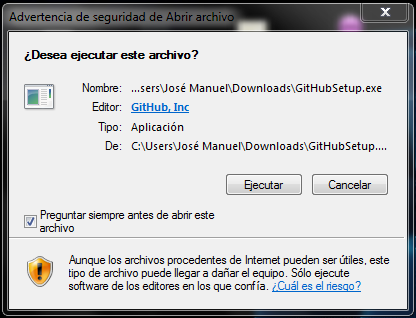 Advertencia de seguridad de Abrir archivo
¿Desea ejecutar este archivo?
Nombre: ...sers\José Manuel\Downloads\GitHubSetup.exe
Editor: GitHub, Inc
Tipo: Aplicación
De: C:\Users\José Manuel\Downloads\GitHubSetup....
Ejecutar Cancelar
Preguntar siempre antes de abrir este
archivo
Aunque los archivos procedentes de Internet pueden ser útiles, este
tipo de archivo puede llegar a dañar el equipo. Sólo ejecute
software de los editores en los que confía. ¿Cuál es el riesgo?